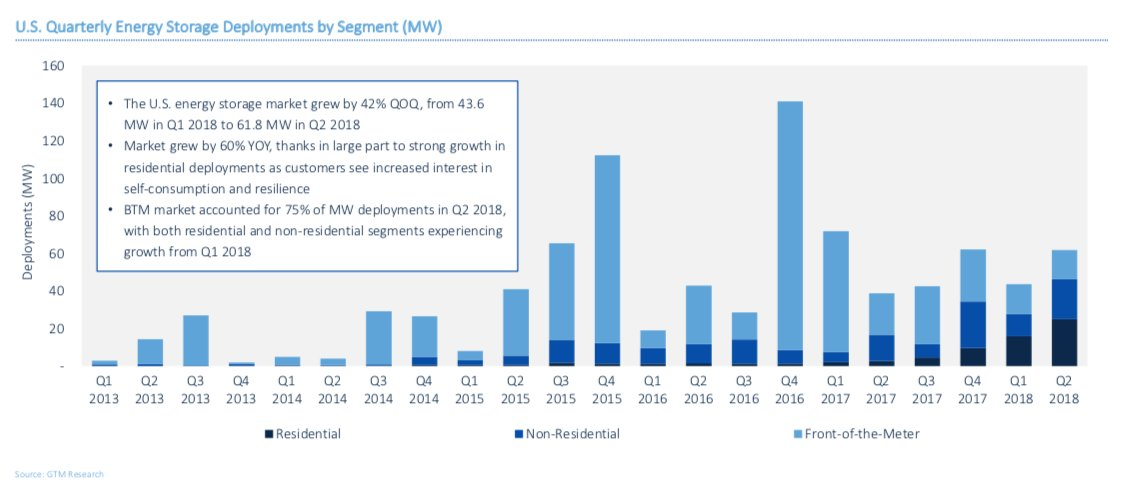 U.S. Quarterly Energy Storage Deployments by Segment (MW)
160
140
120
100
80
60
40
20
-
Deployments (MW)
• The U.S. energy storage market grew by 42% QOQ, from 43.6
MW in Q1 2018 to 61.8 MW in Q2 2018
• Market grew by 60% YOY, thanks in large part to strong growth in
residential deployments as customers see increased interest in
self-consumption and resilience
• BTM market accounted for 75% of MW deployments in Q2 2018,
with both residential and non-residential segments experiencing
growth from Q1 2018
Q1 Q2 Q3 Q4 Q1 Q2 Q3 Q4 Q1 Q2 Q3 Q4 Q1 Q2 Q3 Q4 Q1 Q2 Q3 Q4 Q1 Q2
2013 2013 2013 2013 2014 2014 2014 2014 2015 2015 2015 2015 2016 2016 2016 2016 2017 2017 2017 2017 2018 2018
Residential Non-Residential Front-of-the-Meter
Source: GTM Research